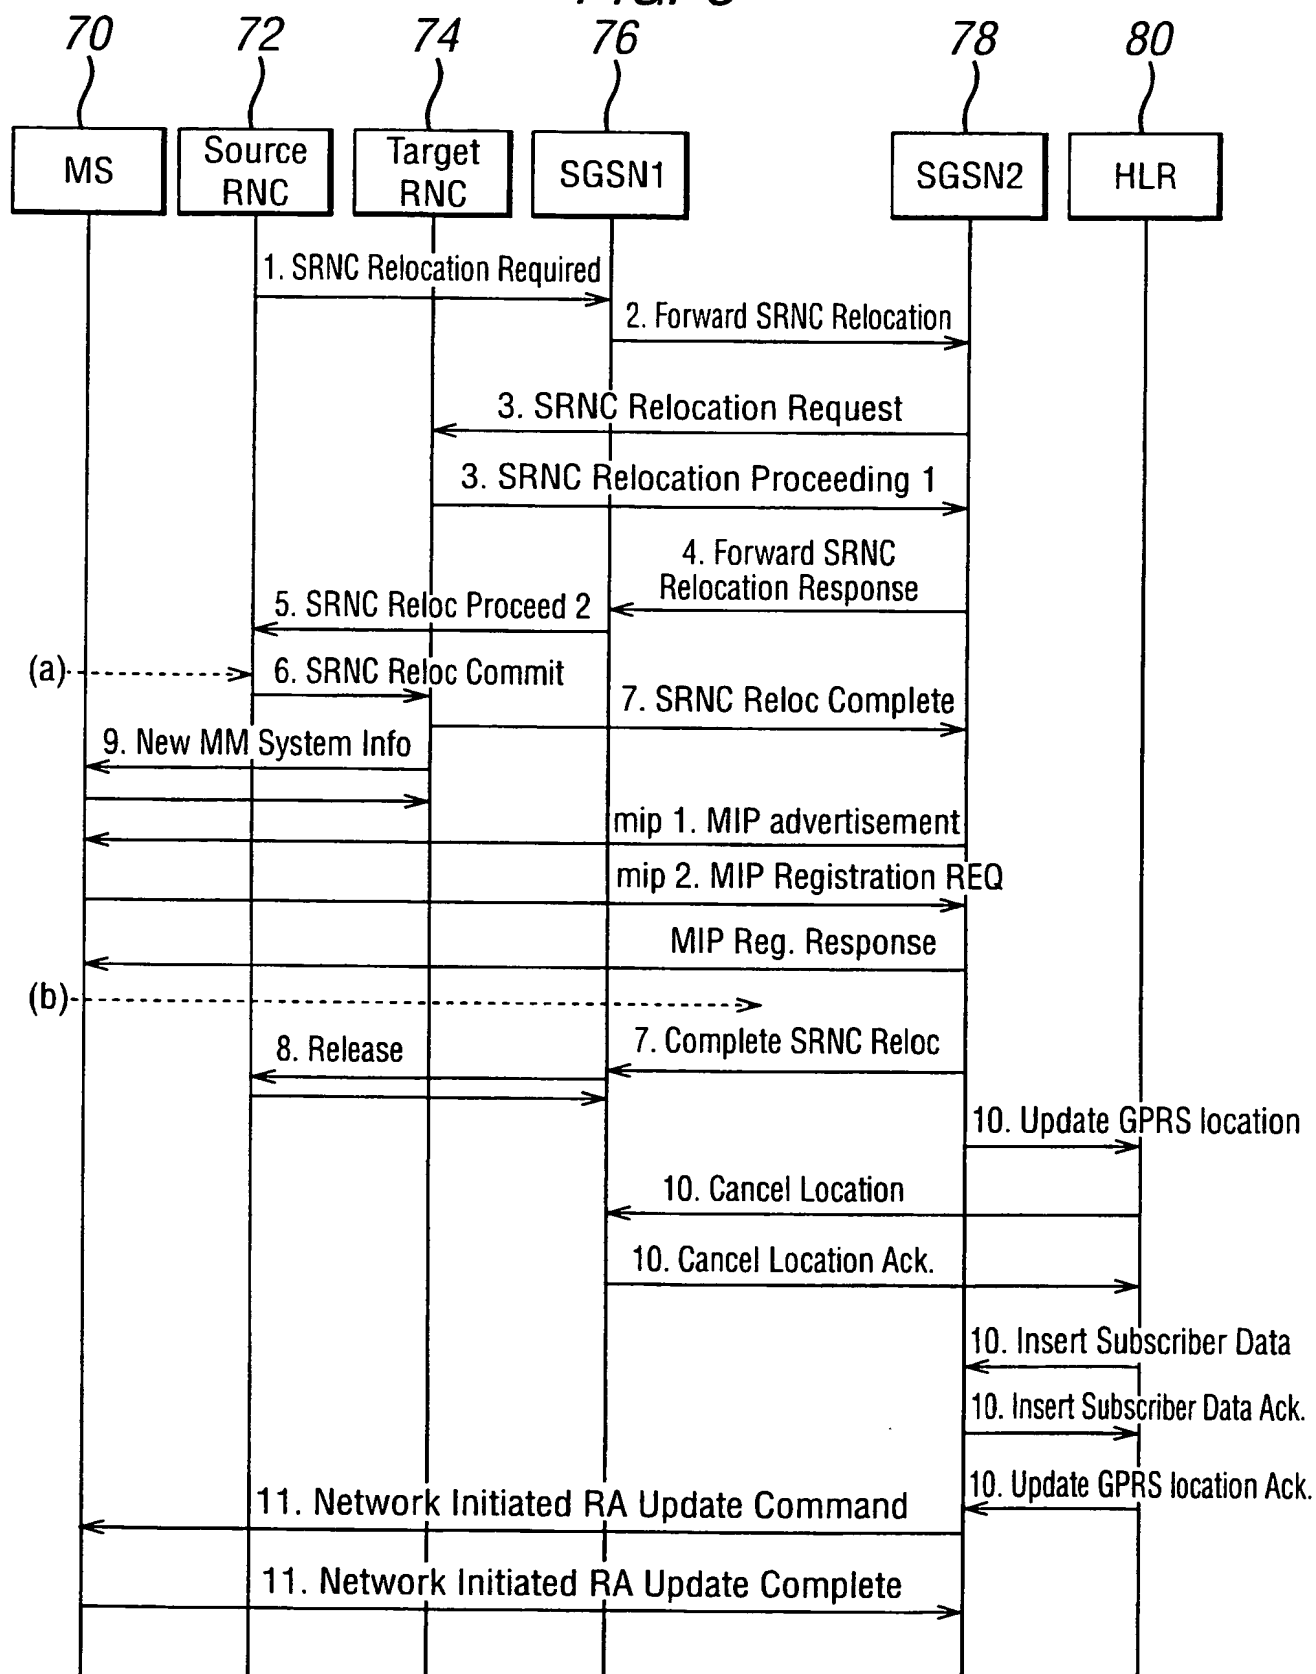 70 72 74 76 78 80
MS
Source
RNC
Target
RNC
SGSN1
SGSN2
HLR
1. SRNC Relocation Required
2. Forward SRNC Relocation
3. SRNC Relocation Request
3. SRNC Relocation Proceeding 1
4. Forward SRNC
Relocation Response
5. SRNC Reloc Proceed 2
(a)
6. SRNC Reloc Commit
7. SRNC Reloc Complete
9. New MM System Info
mip 1. MIP advertisement
mip 2. MIP Registration REQ
MIP Reg. Response
(b)
7. Complete SRNC Reloc
8. Release
10. Update GPRS location
10. Cancel Location
10. Cancel Location Ack.
10. Insert Subscriber Data
10. Insert Subscriber Data Ack.
10. Update GPRS location Ack.
11. Network Initiated RA Update Command
11. Network Initiated RA Update Complete